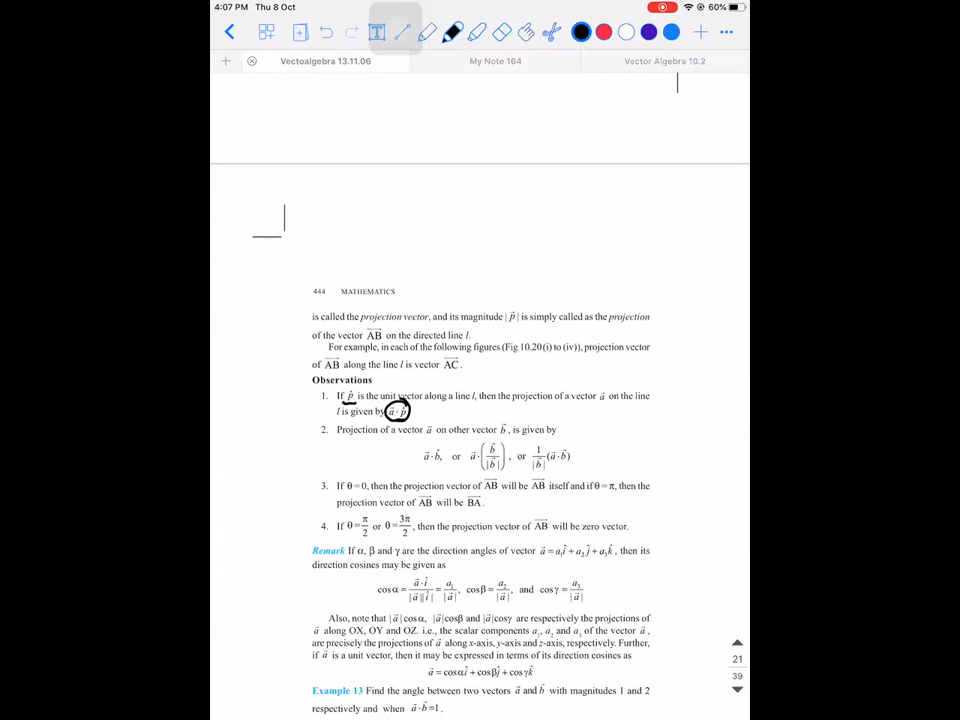 4:07 PM Thu 8 Oct 60%
Vectoalgebra 13.11.06 My Note 164 Vector Algebra 10.2
444 MATHEMATICS
is called the projection vector, and its magnitude | p⃗ | is simply called as the projection
of the vector AB⃗ on the directed line l.
For example, in each of the following figures (Fig 10.20 (i) to (iv)), projection vector
of AB⃗ along the line l is vector AC⃗ .
Observations
1. If p̂ is the unit vector along a line l, then the projection of a vector a⃗ on the line
l is given by a⃗ · p̂
2. Projection of a vector a⃗ on other vector b⃗ , is given by
a⃗ · b̂, or a⃗ · (b⃗/|b⃗|), or 1/|b⃗| (a⃗ · b⃗)
3. If θ = 0, then the projection vector of AB⃗ will be AB⃗ itself and if θ = π, then the
projection vector of AB⃗ will be BA⃗ .
4. If θ = π/2 or θ = 3π/2 , then the projection vector of AB⃗ will be zero vector.
Remark If α, β and γ are the direction angles of vector a⃗ = a₁î + a₂ĵ + a₃k̂ , then its
direction cosines may be given as
cos α = a⃗ · î/|a⃗||î| = a₁/|a⃗| , cos β = a₂/|a⃗| , and cos γ = a₃/|a⃗|
Also, note that |a⃗| cosα, |a⃗|cosβ and |a⃗|cosγ are respectively the projections of
a⃗ along OX, OY and OZ. i.e., the scalar components a₁, a₂ and a₃ of the vector a⃗ ,
are precisely the projections of a⃗ along x-axis, y-axis and z-axis, respectively. Further,
if a⃗ is a unit vector, then it may be expressed in terms of its direction cosines as
a⃗ = cosαî + cosβĵ + cosγk̂
Example 13 Find the angle between two vectors a⃗ and b⃗ with magnitudes 1 and 2
respectively and when a⃗ · b⃗ =1 .
21
39